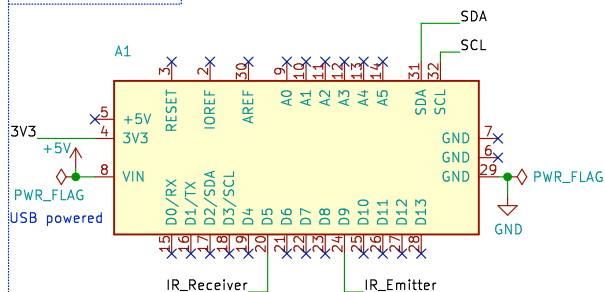 SDA
SCL
A1
3
2
30
9
10
11
12
13
14
31
32
RESET
IOREF
AREF
A0
A1
A2
A3
A4
A5
SDA
SCL
5
+5V
3V3
4
3V3
+5V
8
VIN
PWR_FLAG
USB powered
GND
7
GND
6
GND
29
PWR_FLAG
GND
D0/RX
D1/TX
D2/SDA
D3/SCL
D4
D5
D6
D7
D8
D9
D10
D11
D12
D13
15
16
17
18
19
20
21
22
23
24
25
26
27
28
IR_Receiver
IR_Emitter